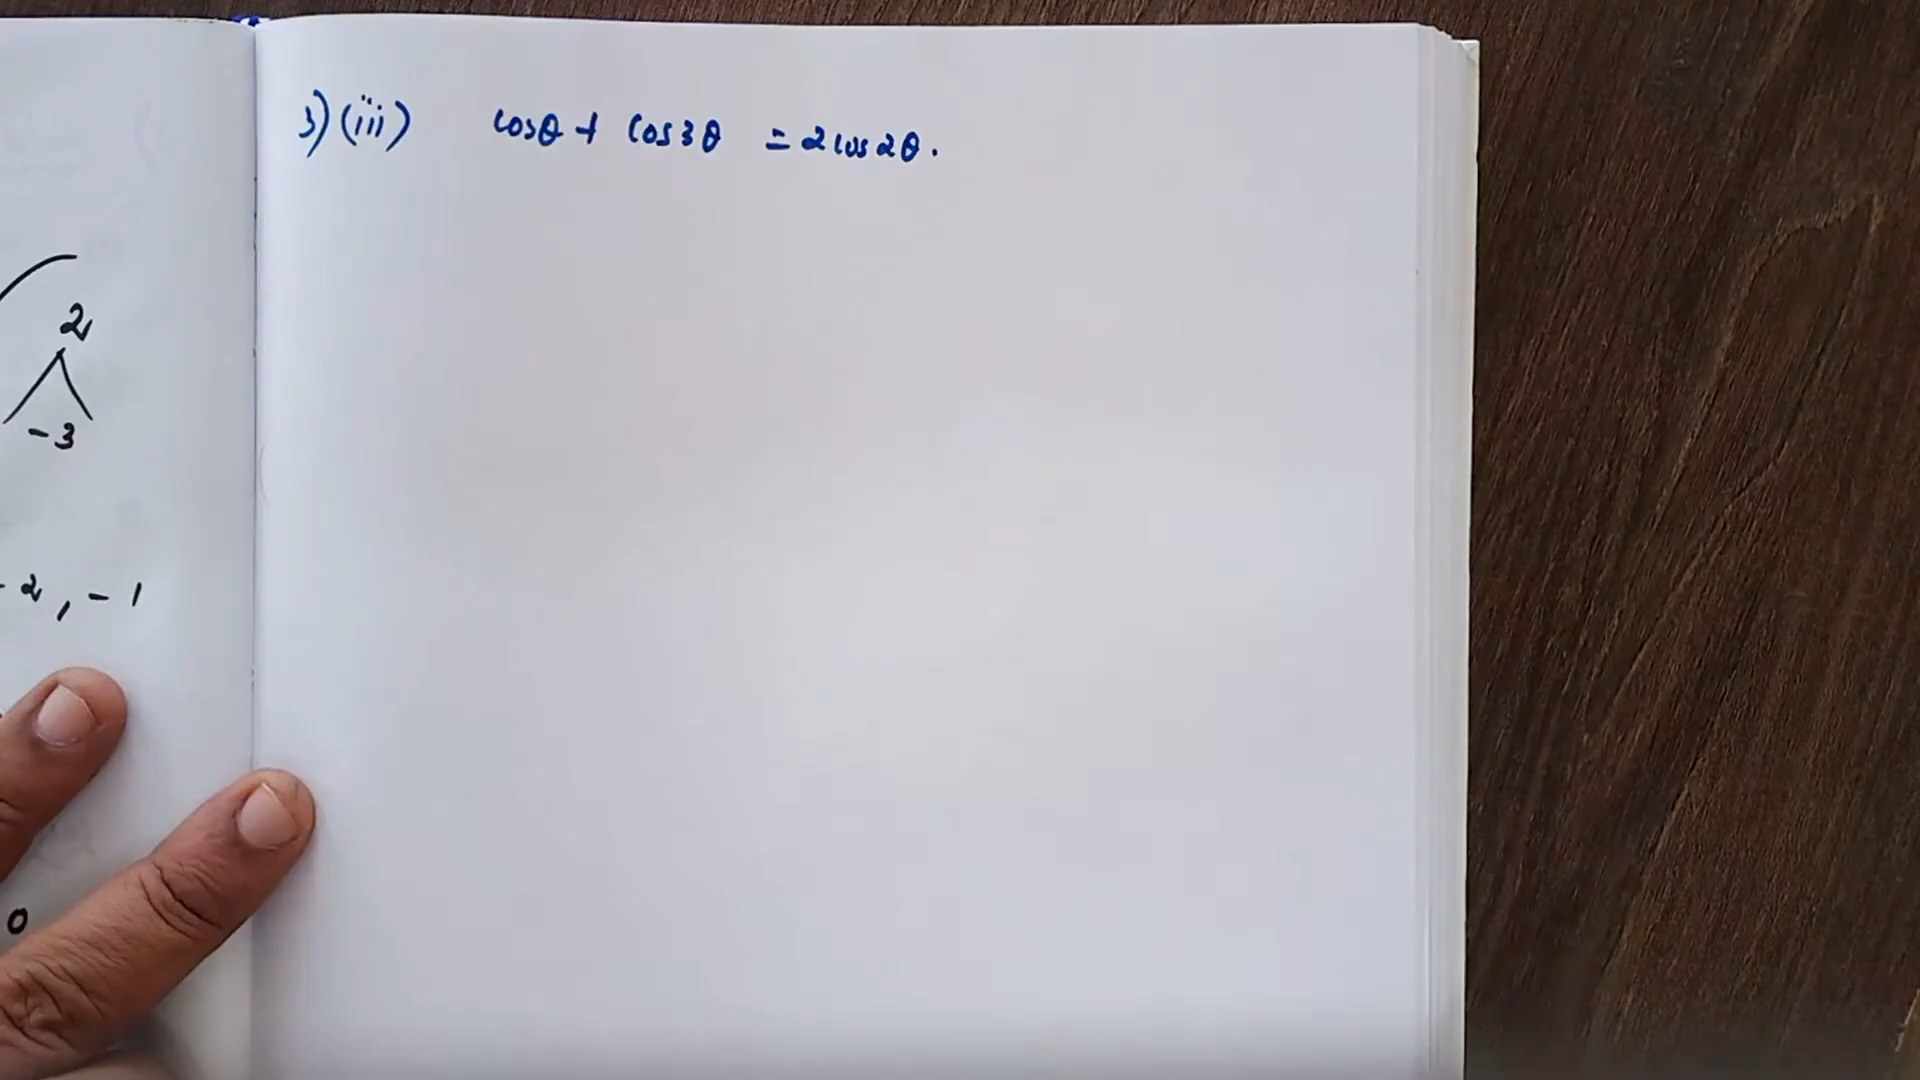 2
-3
-2, -1
0
3) (iii) cosθ + cos3θ = 2cos2θ.